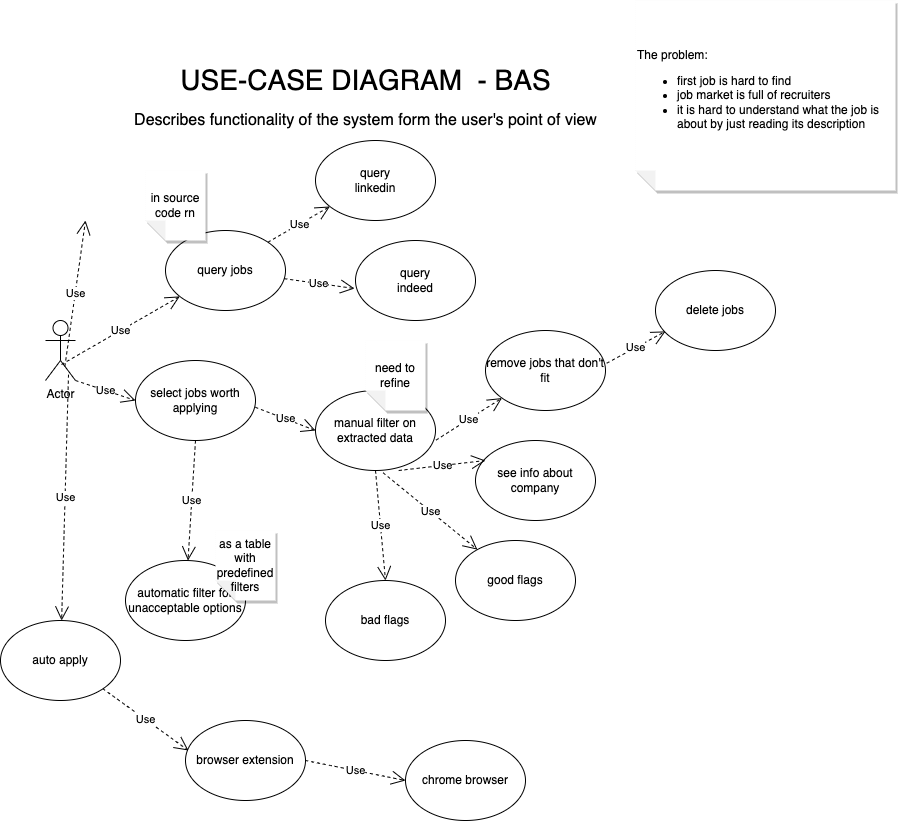 The problem:
first job is hard to find
job market is full of recruiters
it is hard to understand what the job is
about by just reading its description
USE-CASE DIAGRAM - BAS
Describes functionality of the system form the user's point of view
query
linkedin
in source
code rn
Use
query jobs
Use
query
indeed
Use
Use
delete jobs
Use
Actor
Use
select jobs worth
applying
Use
need to
refine
manual filter on
extracted data
Use
remove jobs that don't
fit
Use
Use
see info about
company
Use
Use
Use
Use
as a table
with
predefined
filters
automatic filter fo
unacceptable options
good flags
bad flags
auto apply
Use
browser extension
Use
chrome browser